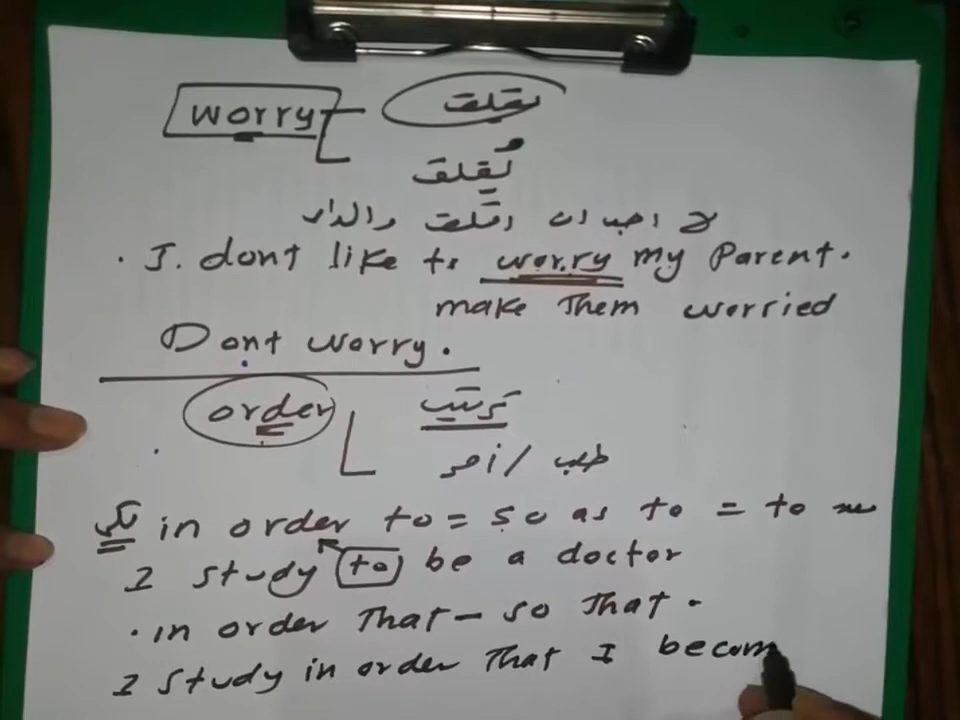 worry يقلق
يُقلق
لا احب ان اقلق والداي
. I. dont like to worry my Parent.
make Them worried
Dont worry.
order ترتيب
طلب / أمر
لكي in order to = so as to = to
I study to be a doctor
. in order That – so That .
I study in order That I becom